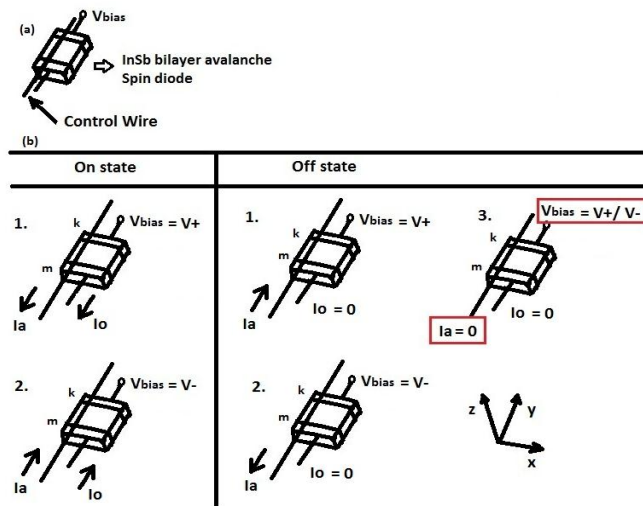 (a)
Vbias
InSb bilayer avalanche
Spin diode
Control Wire
(b)
On state
Off state
1.
k
Vbias = V+
m
Ia
Io
2.
k
Vbias = V-
m
Ia
Io
1.
k
Vbias = V+
m
Ia
Io = 0
2.
k
Vbias = V-
m
Ia
Io = 0
3.
Vbias = V+/ V-
k
m
Ia = 0
Io = 0
z
y
x